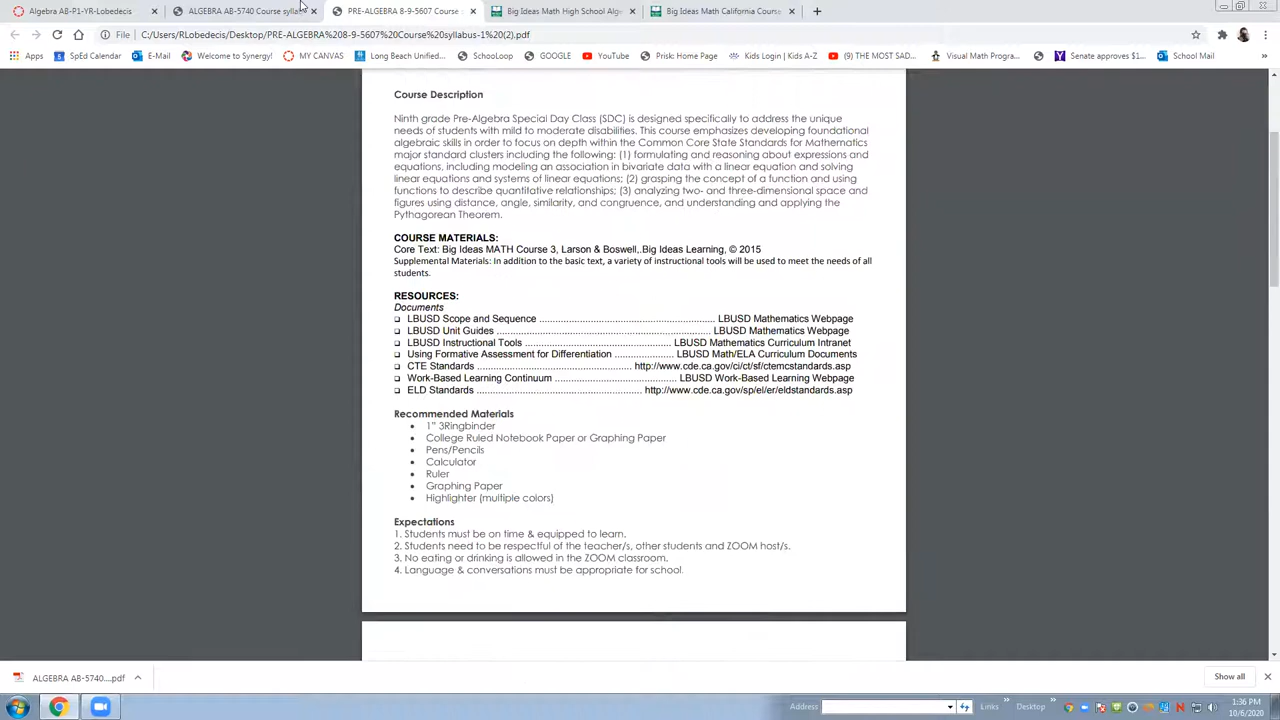 Algebra AB-P1-YR-Lobedecis
ALGEBRA AB-5740 Course syllab
PRE-ALGEBRA 8-9-5607 Course
Big Ideas Math High School Alge
Big Ideas Math California Course
File
C:/Users/RLobedecis/Desktop/PRE-ALGEBRA%208-9-5607%20Course%20syllabus-1%20(2).pdf
Apps SpEd Calendar E-Mail Welcome to Synergy! MY CANVAS Long Beach Unified... SchoolLoop GOOGLE YouTube Prisk: Home Page Kids Login | Kids A-Z (9) THE MOST SAD... Visual Math Progra... Senate approves $1... School Mail »
Course Description
Ninth grade Pre-Algebra Special Day Class (SDC) is designed specifically to address the unique
needs of students with mild to moderate disabilities. This course emphasizes developing foundational
algebraic skills in order to focus on depth within the Common Core State Standards for Mathematics
major standard clusters including the following: (1) formulating and reasoning about expressions and
equations, including modeling an association in bivariate data with a linear equation and solving
linear equations and systems of linear equations; (2) grasping the concept of a function and using
functions to describe quantitative relationships; (3) analyzing two- and three-dimensional space and
figures using distance, angle, similarity, and congruence, and understanding and applying the
Pythagorean Theorem.
COURSE MATERIALS:
Core Text: Big Ideas MATH Course 3, Larson & Boswell,.Big Ideas Learning, © 2015
Supplemental Materials: In addition to the basic text, a variety of instructional tools will be used to meet the needs of all
students.
RESOURCES:
Documents
LBUSD Scope and Sequence ........................................................ LBUSD Mathematics Webpage
LBUSD Unit Guides .................................................................... LBUSD Mathematics Webpage
LBUSD Instructional Tools ................................................ LBUSD Mathematics Curriculum Intranet
Using Formative Assessment for Differentiation .................. LBUSD Math/ELA Curriculum Documents
CTE Standards .................................................. http://www.cde.ca.gov/ci/ct/sf/ctemcstandards.asp
Work-Based Learning Continuum ....................................... LBUSD Work-Based Learning Webpage
ELD Standards ..................................................... http://www.cde.ca.gov/sp/el/er/eldstandards.asp
Recommended Materials
• 1" 3Ringbinder
• College Ruled Notebook Paper or Graphing Paper
• Pens/Pencils
• Calculator
• Ruler
• Graphing Paper
• Highlighter (multiple colors)
Expectations
1. Students must be on time & equipped to learn.
2. Students need to be respectful of the teacher/s, other students and ZOOM host/s.
3. No eating or drinking is allowed in the ZOOM classroom.
4. Language & conversations must be appropriate for school.
ALGEBRA AB-5740....pdf
Show all
Address
Links »
Desktop »
1:36 PM
10/6/2020